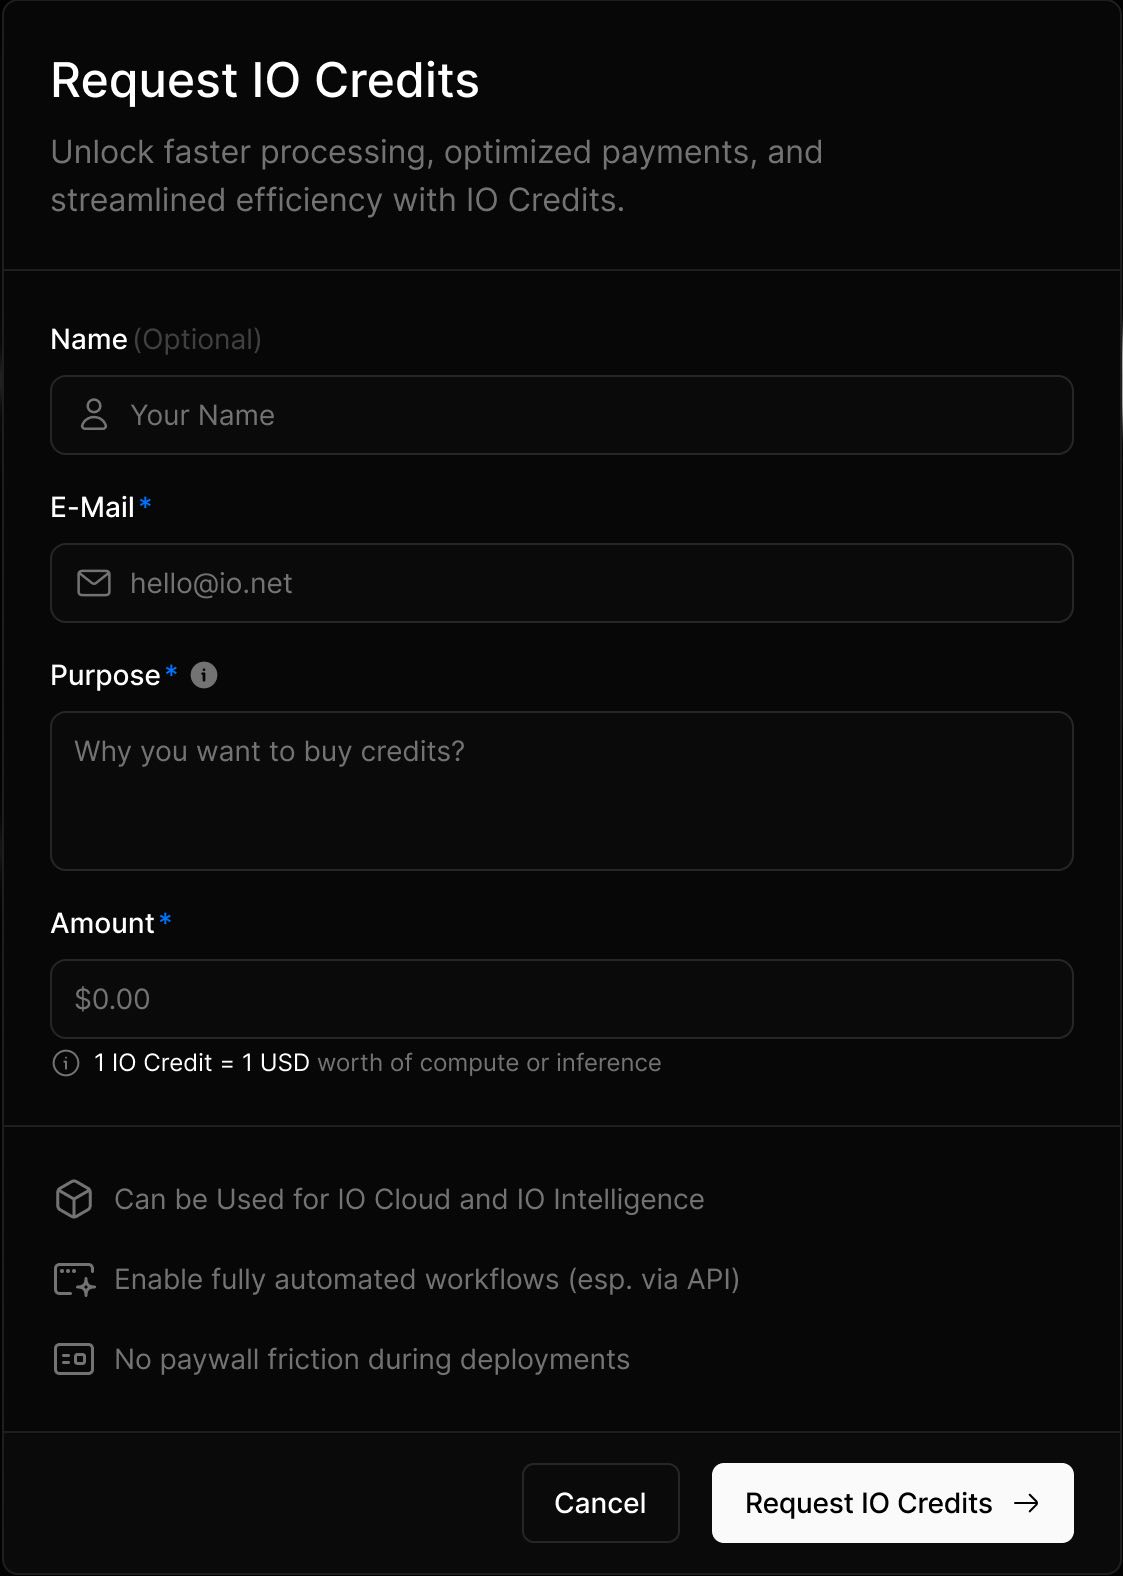 Request IO Credits
Unlock faster processing, optimized payments, and
streamlined efficiency with IO Credits.
Name (Optional)
Your Name
E-Mail*
hello@io.net
Purpose*
Why you want to buy credits?
Amount*
$0.00
1 IO Credit = 1 USD worth of compute or inference
Can be Used for IO Cloud and IO Intelligence
Enable fully automated workflows (esp. via API)
No paywall friction during deployments
Cancel
Request IO Credits →